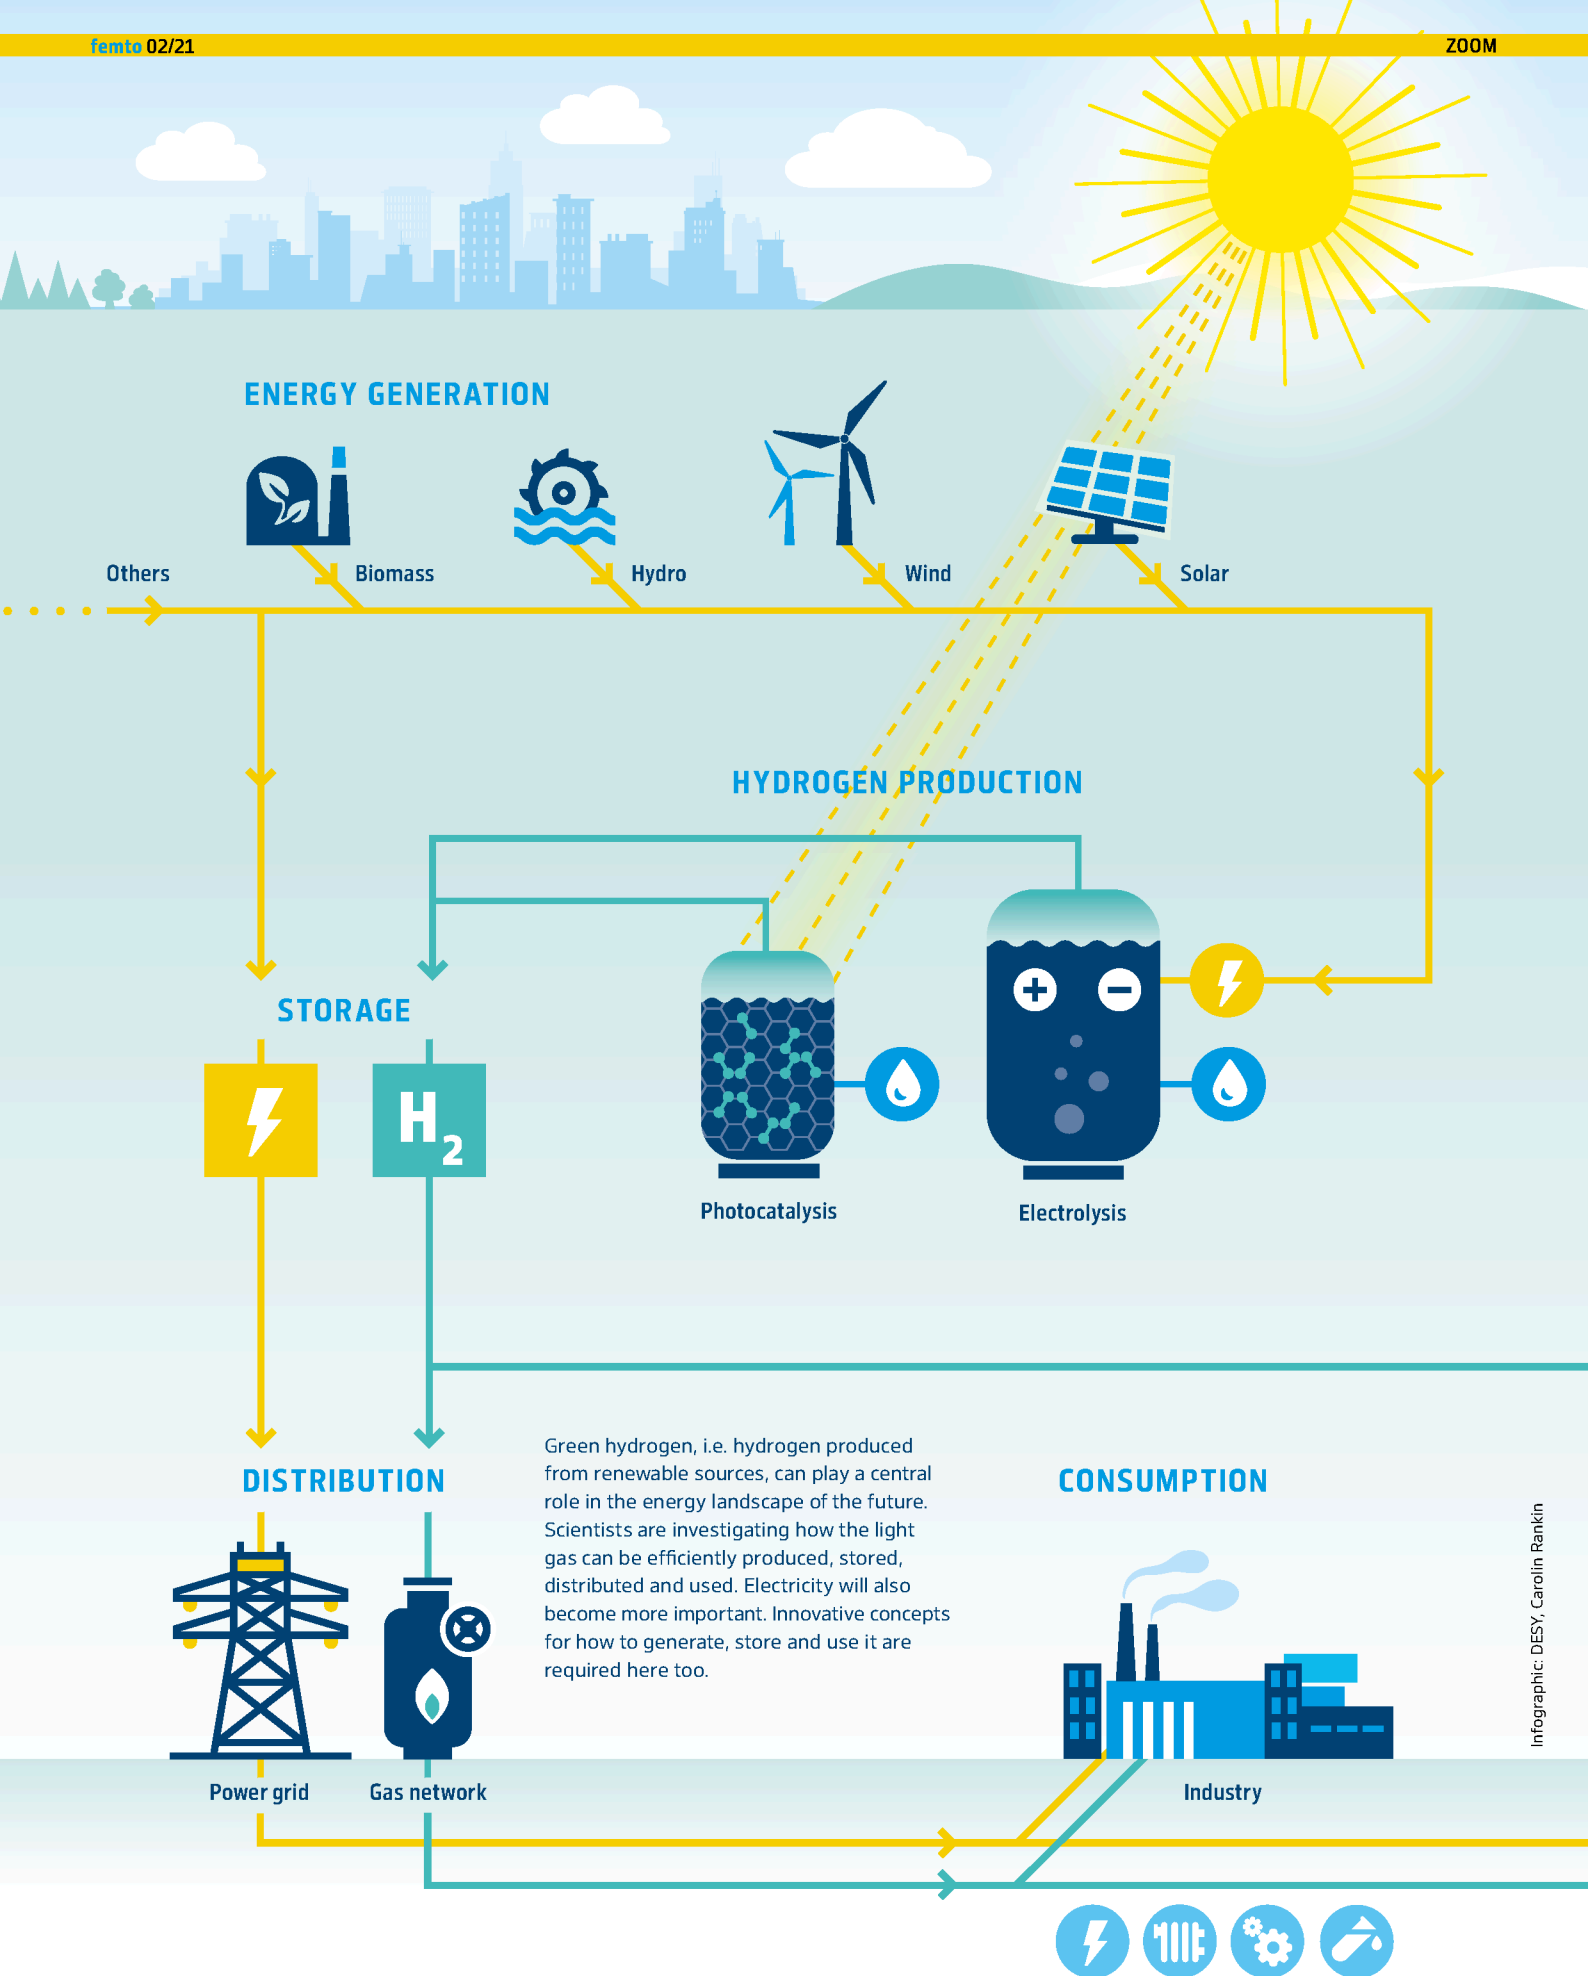 femto 02/21
ZOOM
ENERGY GENERATION
Others
Biomass
Hydro
Wind
Solar
HYDROGEN PRODUCTION
STORAGE
H2
+
−
Photocatalysis
Electrolysis
DISTRIBUTION
Green hydrogen, i.e. hydrogen produced
from renewable sources, can play a central
role in the energy landscape of the future.
Scientists are investigating how the light
gas can be efficiently produced, stored,
distributed and used. Electricity will also
become more important. Innovative concepts
for how to generate, store and use it are
required here too.
CONSUMPTION
Infographic: DESY, Carolin Rankin
Power grid
Gas network
Industry